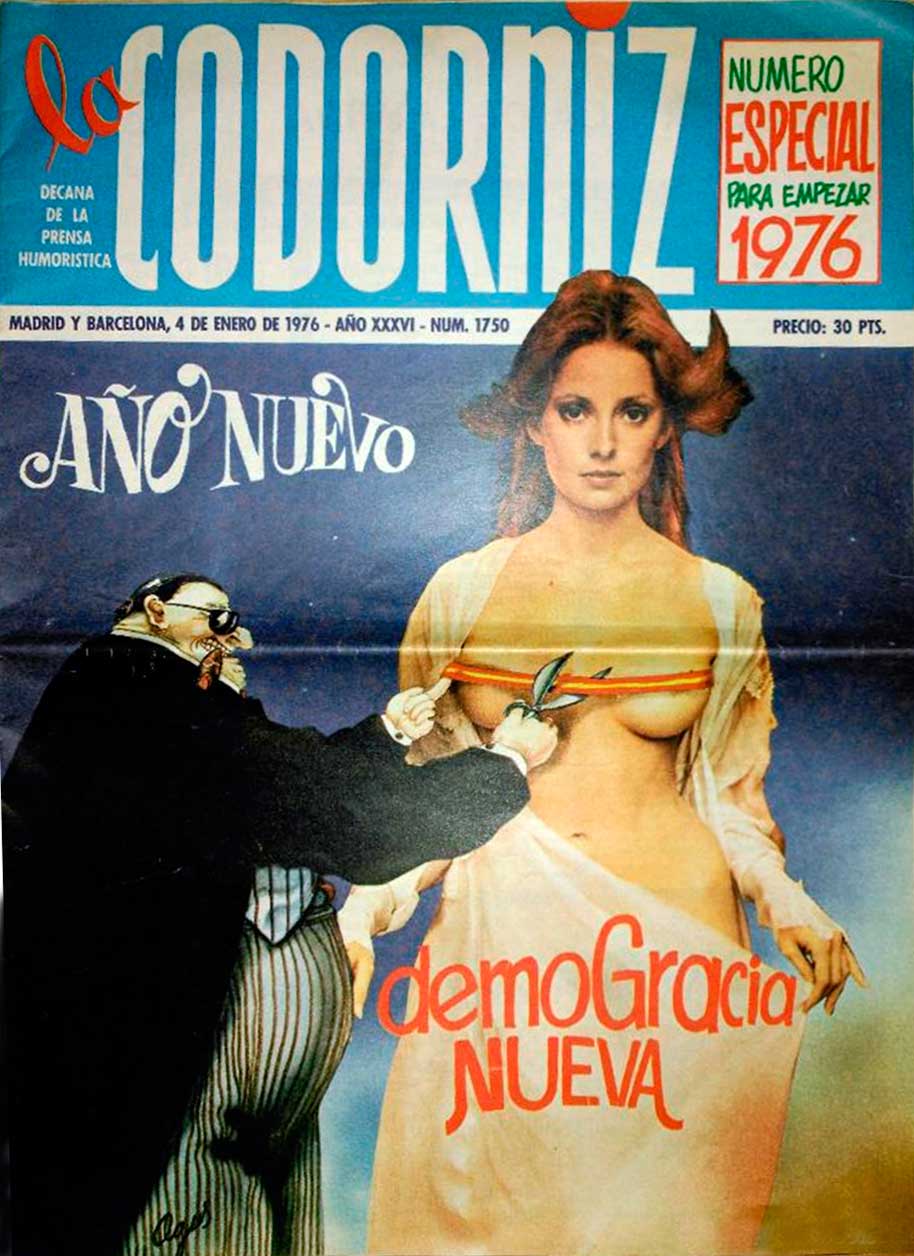 la CODORNIZ
DECANA
DE LA
PRENSA
HUMORISTICA
NUMERO
ESPECIAL
PARA EMPEZAR
1976
MADRID Y BARCELONA, 4 DE ENERO DE 1976 - AÑO XXXVI - NUM. 1750
PRECIO: 30 PTS.
AÑO NUEVO
demoGracia
NUEVA